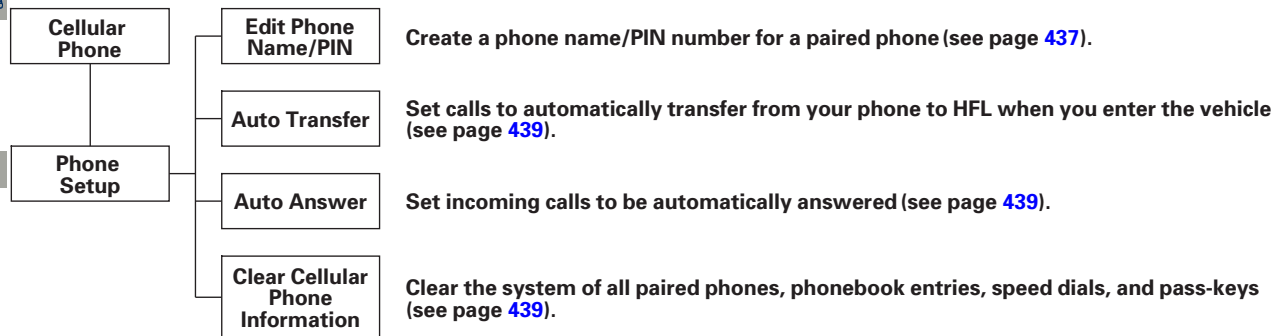 Cellular
Phone
Edit Phone
Name/PIN
Create a phone name/PIN number for a paired phone (see page 437).
Auto Transfer
Set calls to automatically transfer from your phone to HFL when you enter the vehicle
(see page 439).
Phone
Setup
Auto Answer
Set incoming calls to be automatically answered (see page 439).
Clear Cellular
Phone
Information
Clear the system of all paired phones, phonebook entries, speed dials, and pass-keys
(see page 439).